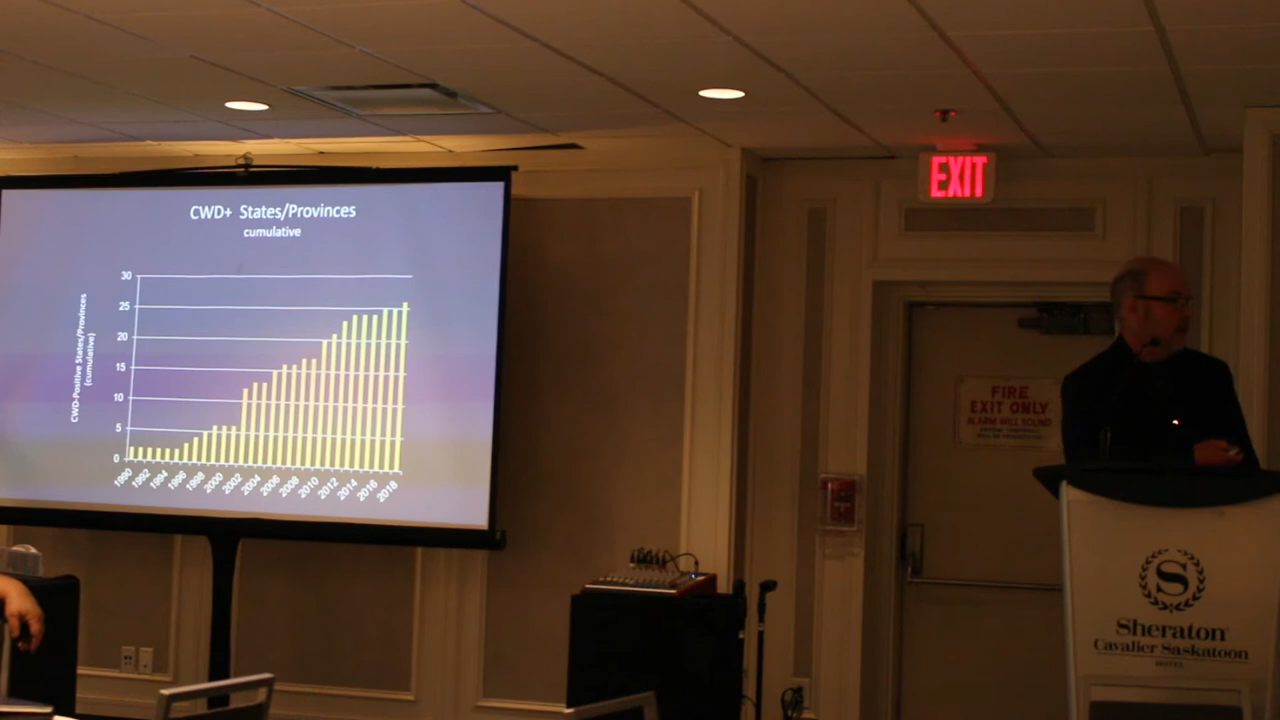 CWD+ States/Provinces
cumulative
CWD-Positive States/Provinces
(cumulative)
30
25
20
15
10
5
0
1990
1992
1994
1996
1998
2000
2002
2004
2006
2008
2010
2012
2014
2016
2018
EXIT
FIRE
EXIT ONLY
ALARM WILL SOUND
S
Sheraton
Cavalier Saskatoon
HOTEL